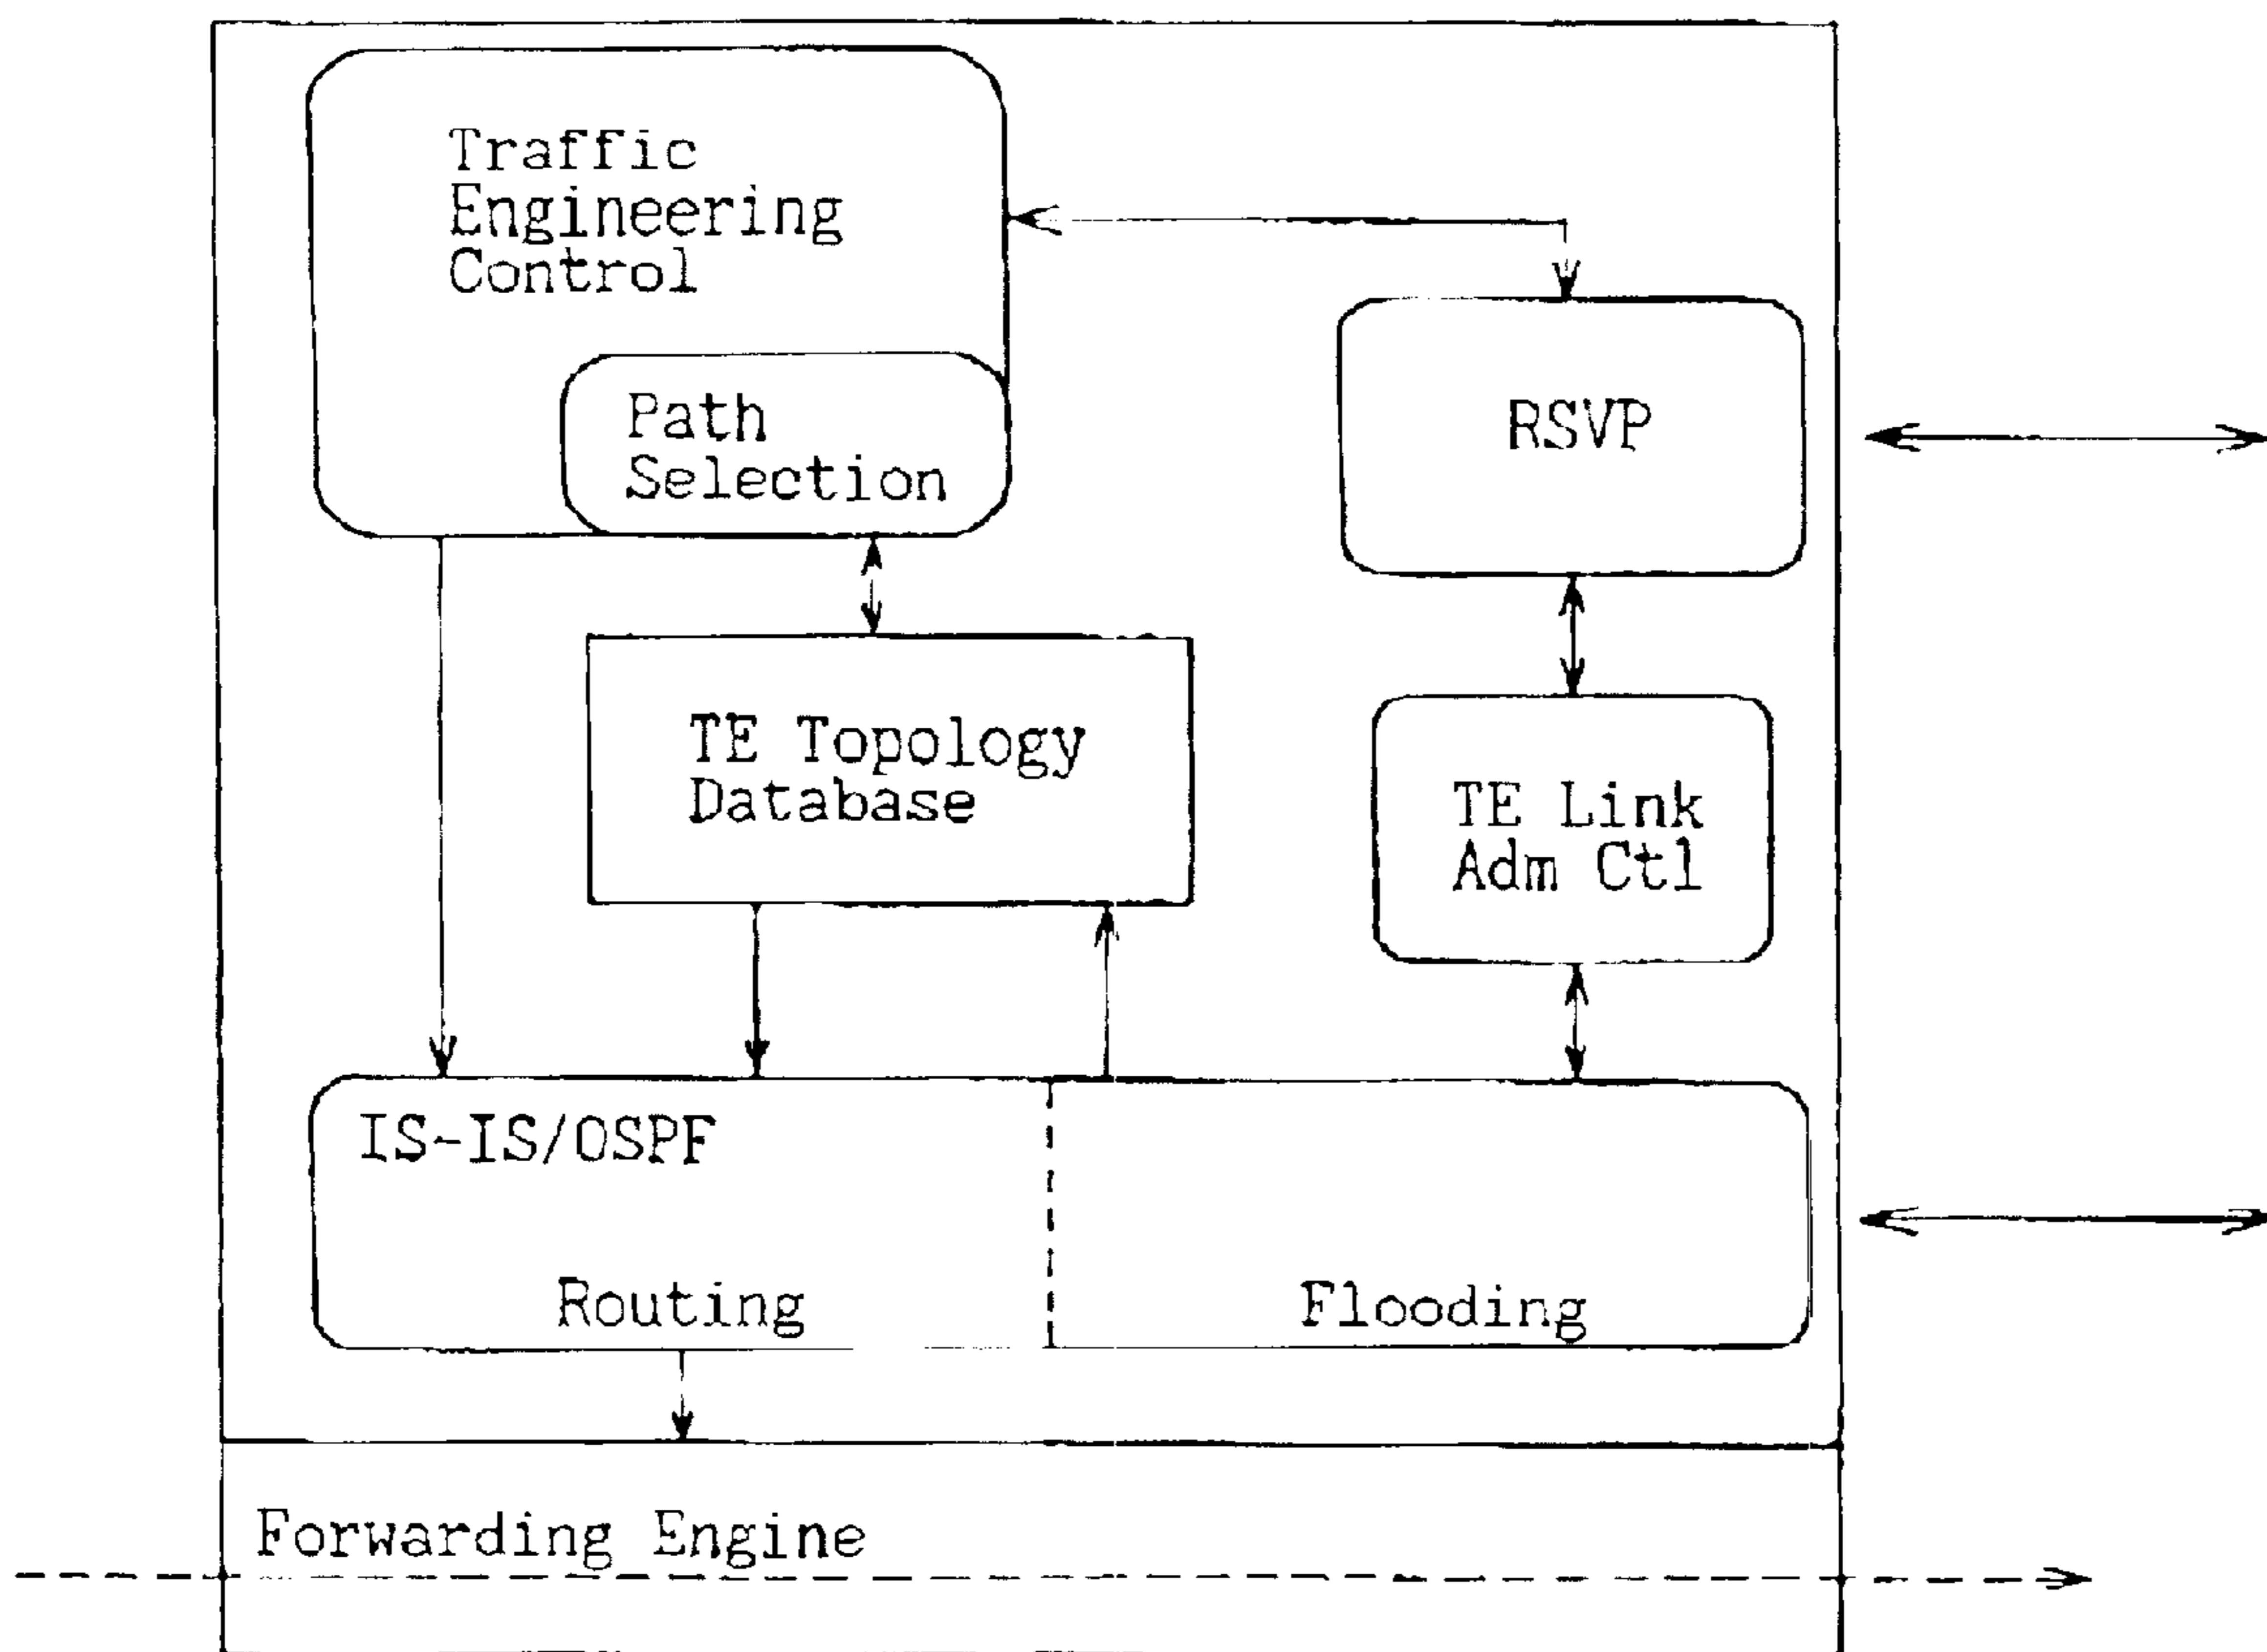 Traffic
Engineering
Control
Path
Selection
RSVP
TE Topology
Database
TE Link
Adm Ctl
IS-IS/OSPF
Routing
Flooding
Forwarding Engine